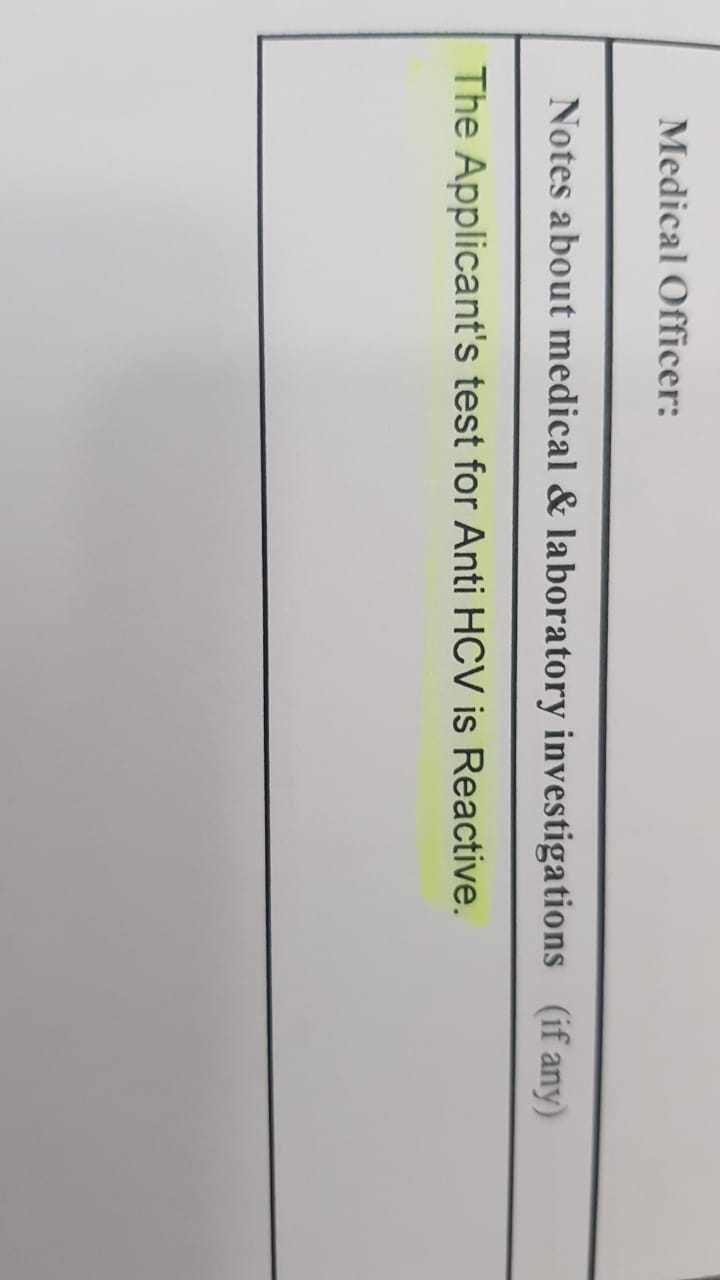 Medical Officer:
Notes about medical & laboratory investigations (if any)
The Applicant's test for Anti HCV is Reactive.